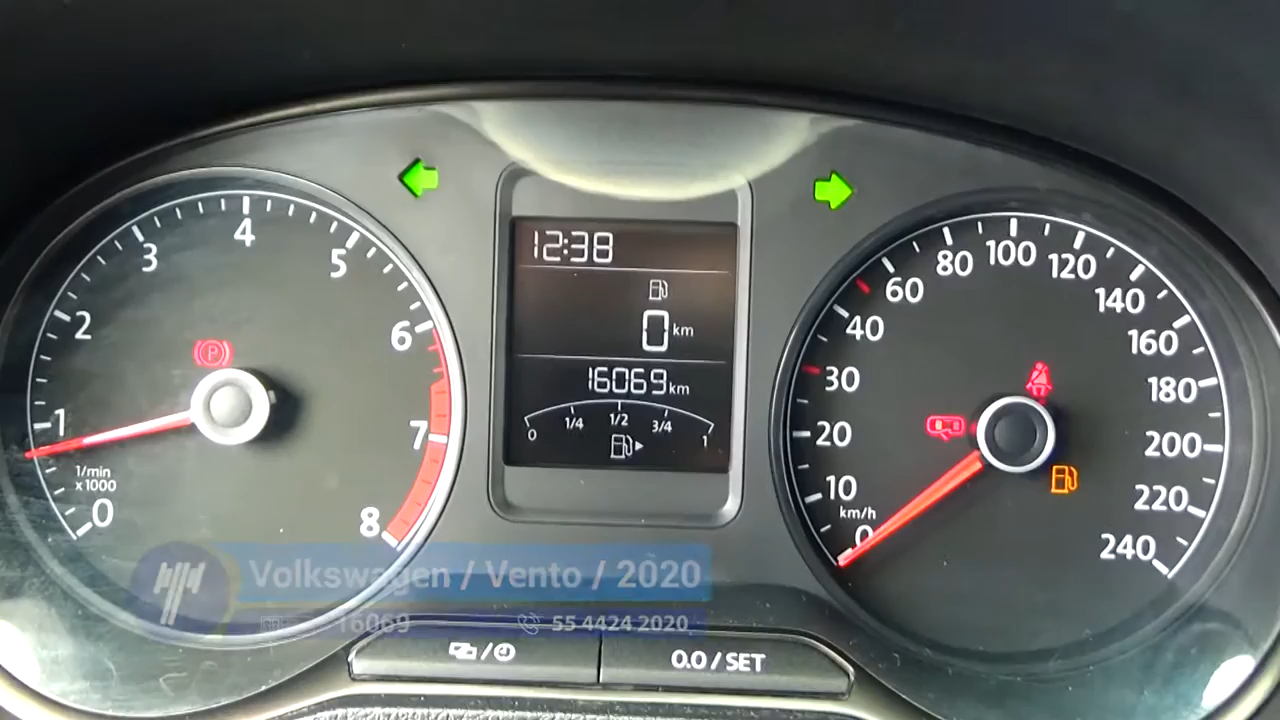 12:38
0 km
16069 km
0 1/4 1/2 3/4 1
0 1 2 3 4 5 6 7 8
1/min
x1000
P
0 10 20 30 40 60 80 100 120 140 160 180 200 220 240
km/h
Volkswagen / Vento / 2020
16069
55 4424 2020
0.0 / SET